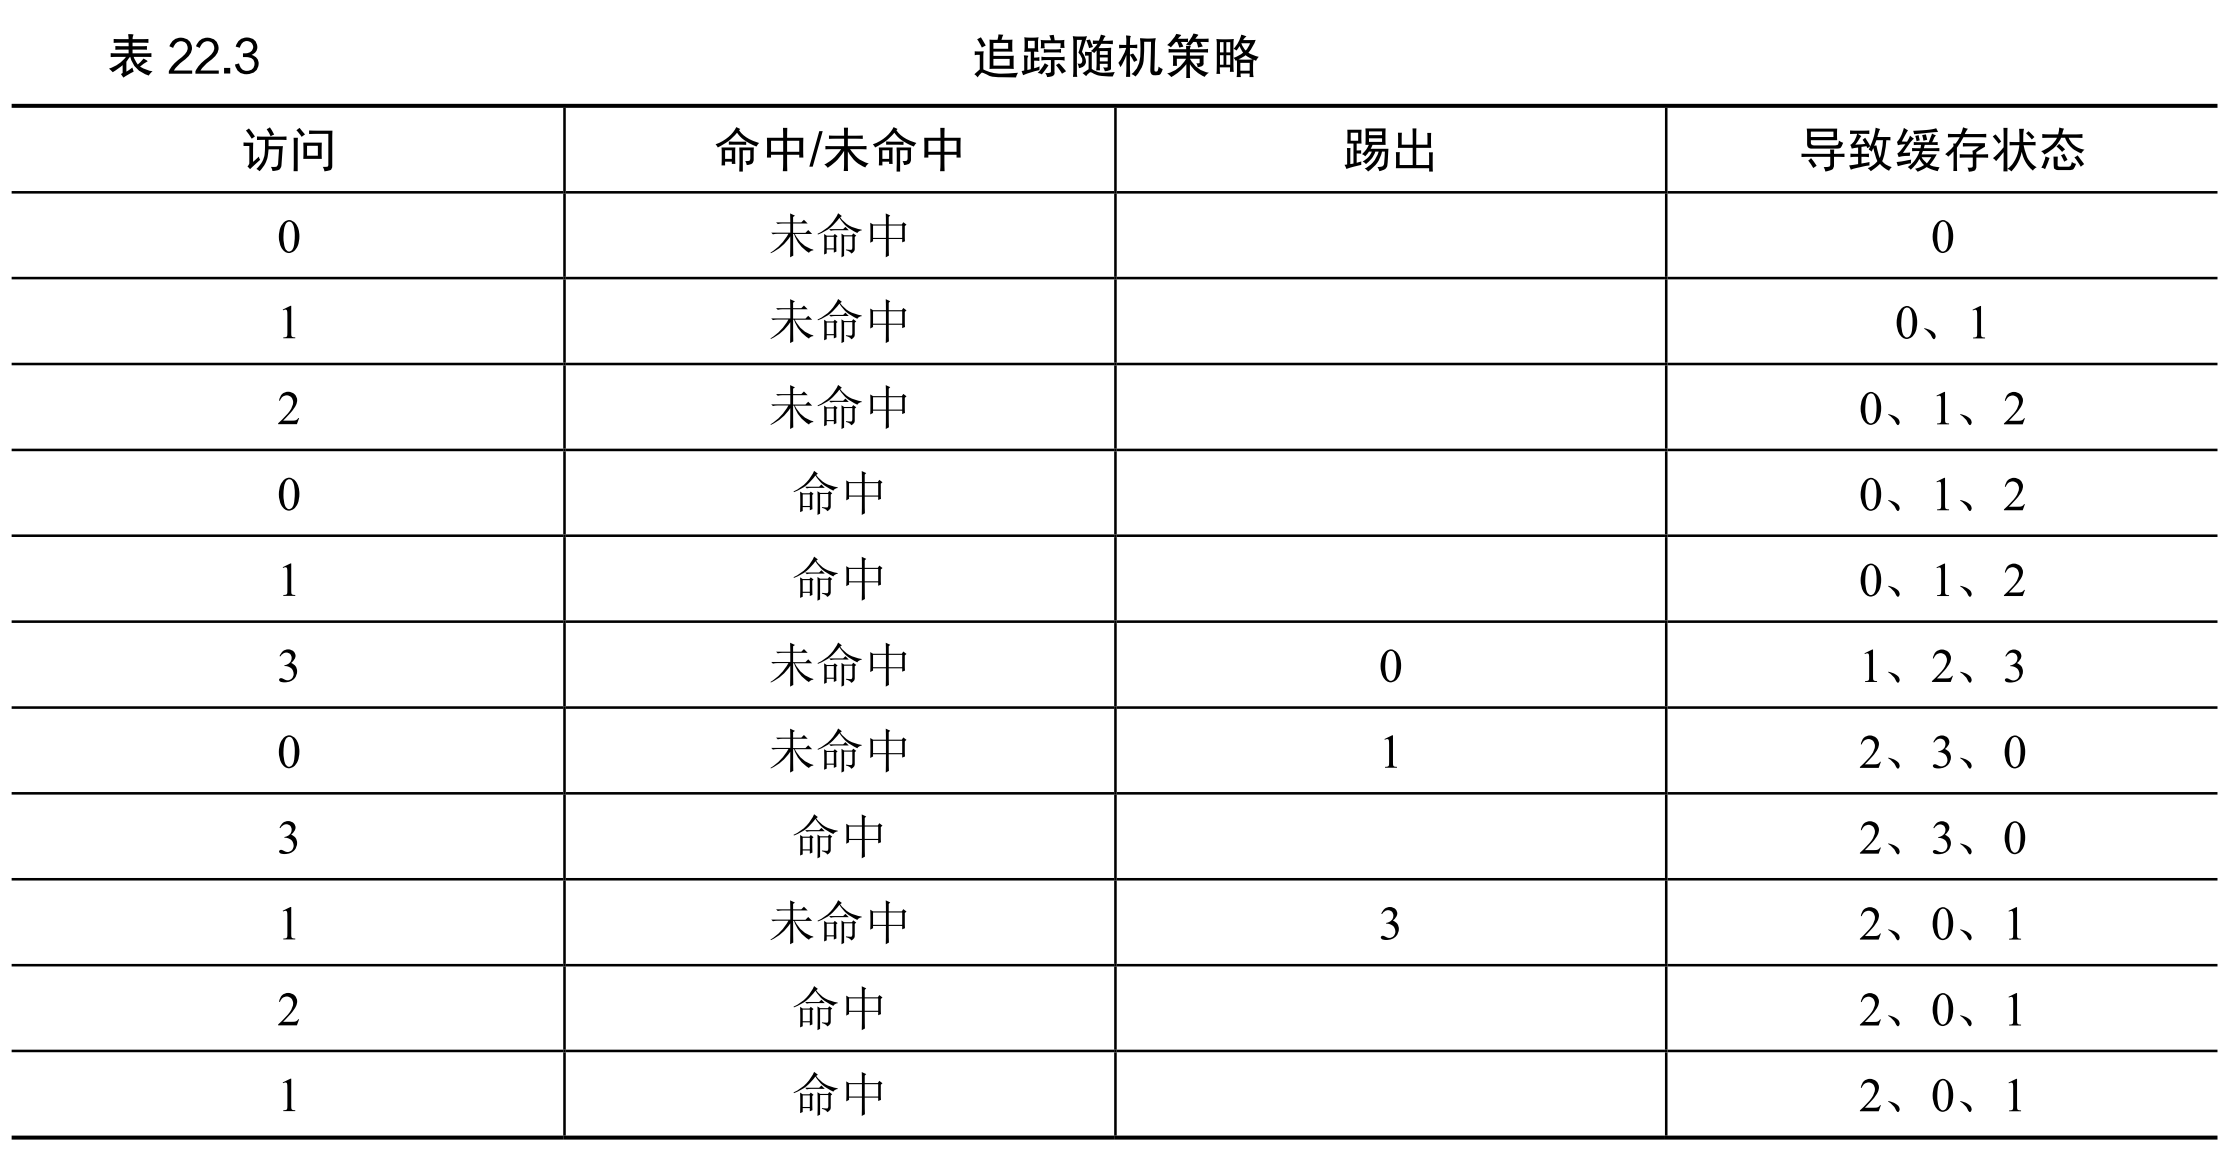 表 22.3 追踪随机策略
访问 命中/未命中 踢出 导致缓存状态
0 未命中 0
1 未命中 0、1
2 未命中 0、1、2
0 命中 0、1、2
1 命中 0、1、2
3 未命中 0 1、2、3
0 未命中 1 2、3、0
3 命中 2、3、0
1 未命中 3 2、0、1
2 命中 2、0、1
1 命中 2、0、1